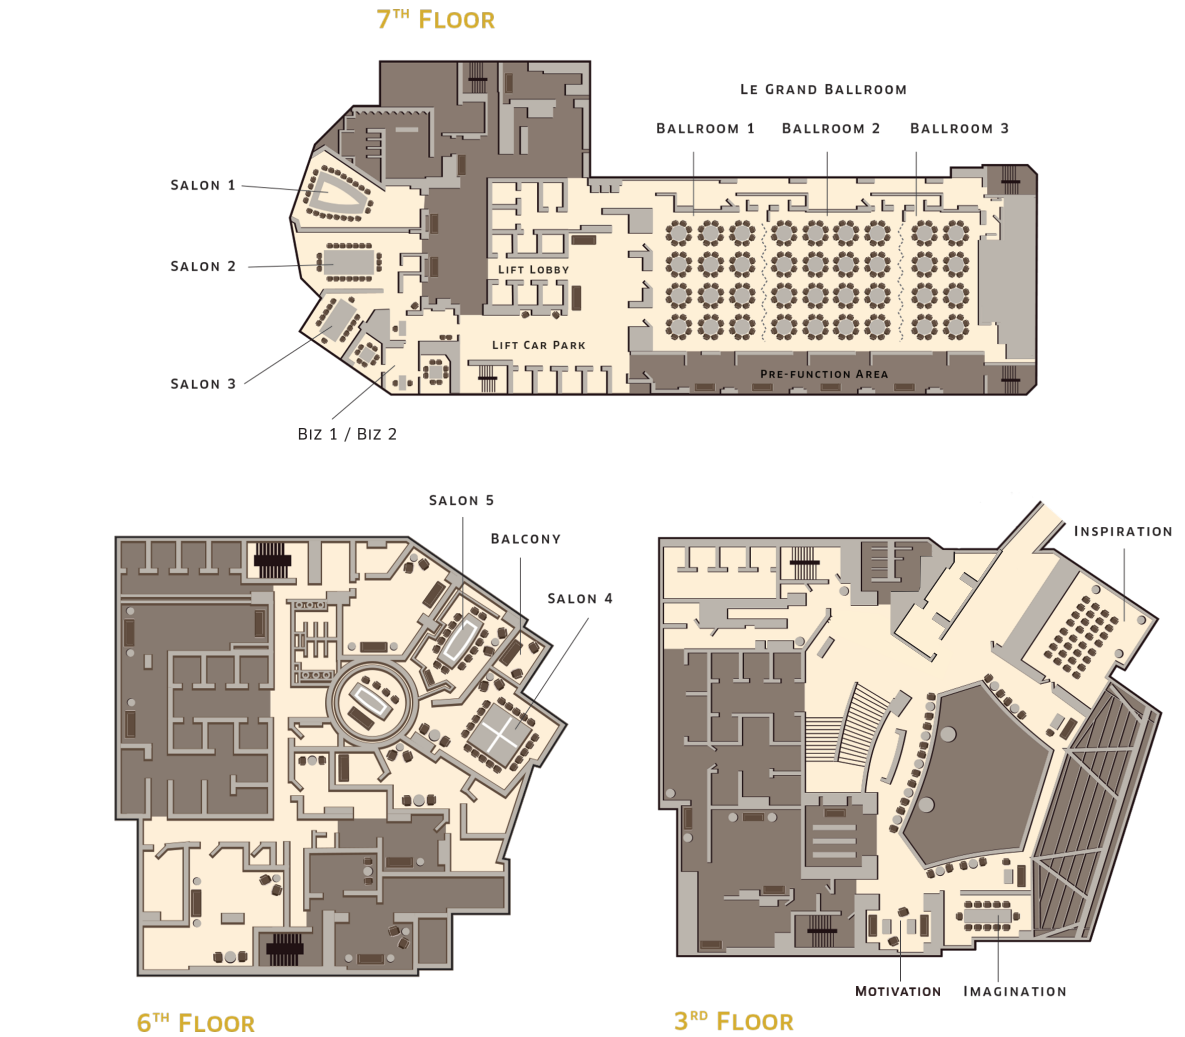 7TH FLOOR
LE GRAND BALLROOM
BALLROOM 1 BALLROOM 2 BALLROOM 3
SALON 1
SALON 2
LIFT LOBBY
LIFT CAR PARK
PRE-FUNCTION AREA
SALON 3
BIZ 1 / BIZ 2
SALON 5
BALCONY
SALON 4
INSPIRATION
MOTIVATION IMAGINATION
6TH FLOOR
3RD FLOOR